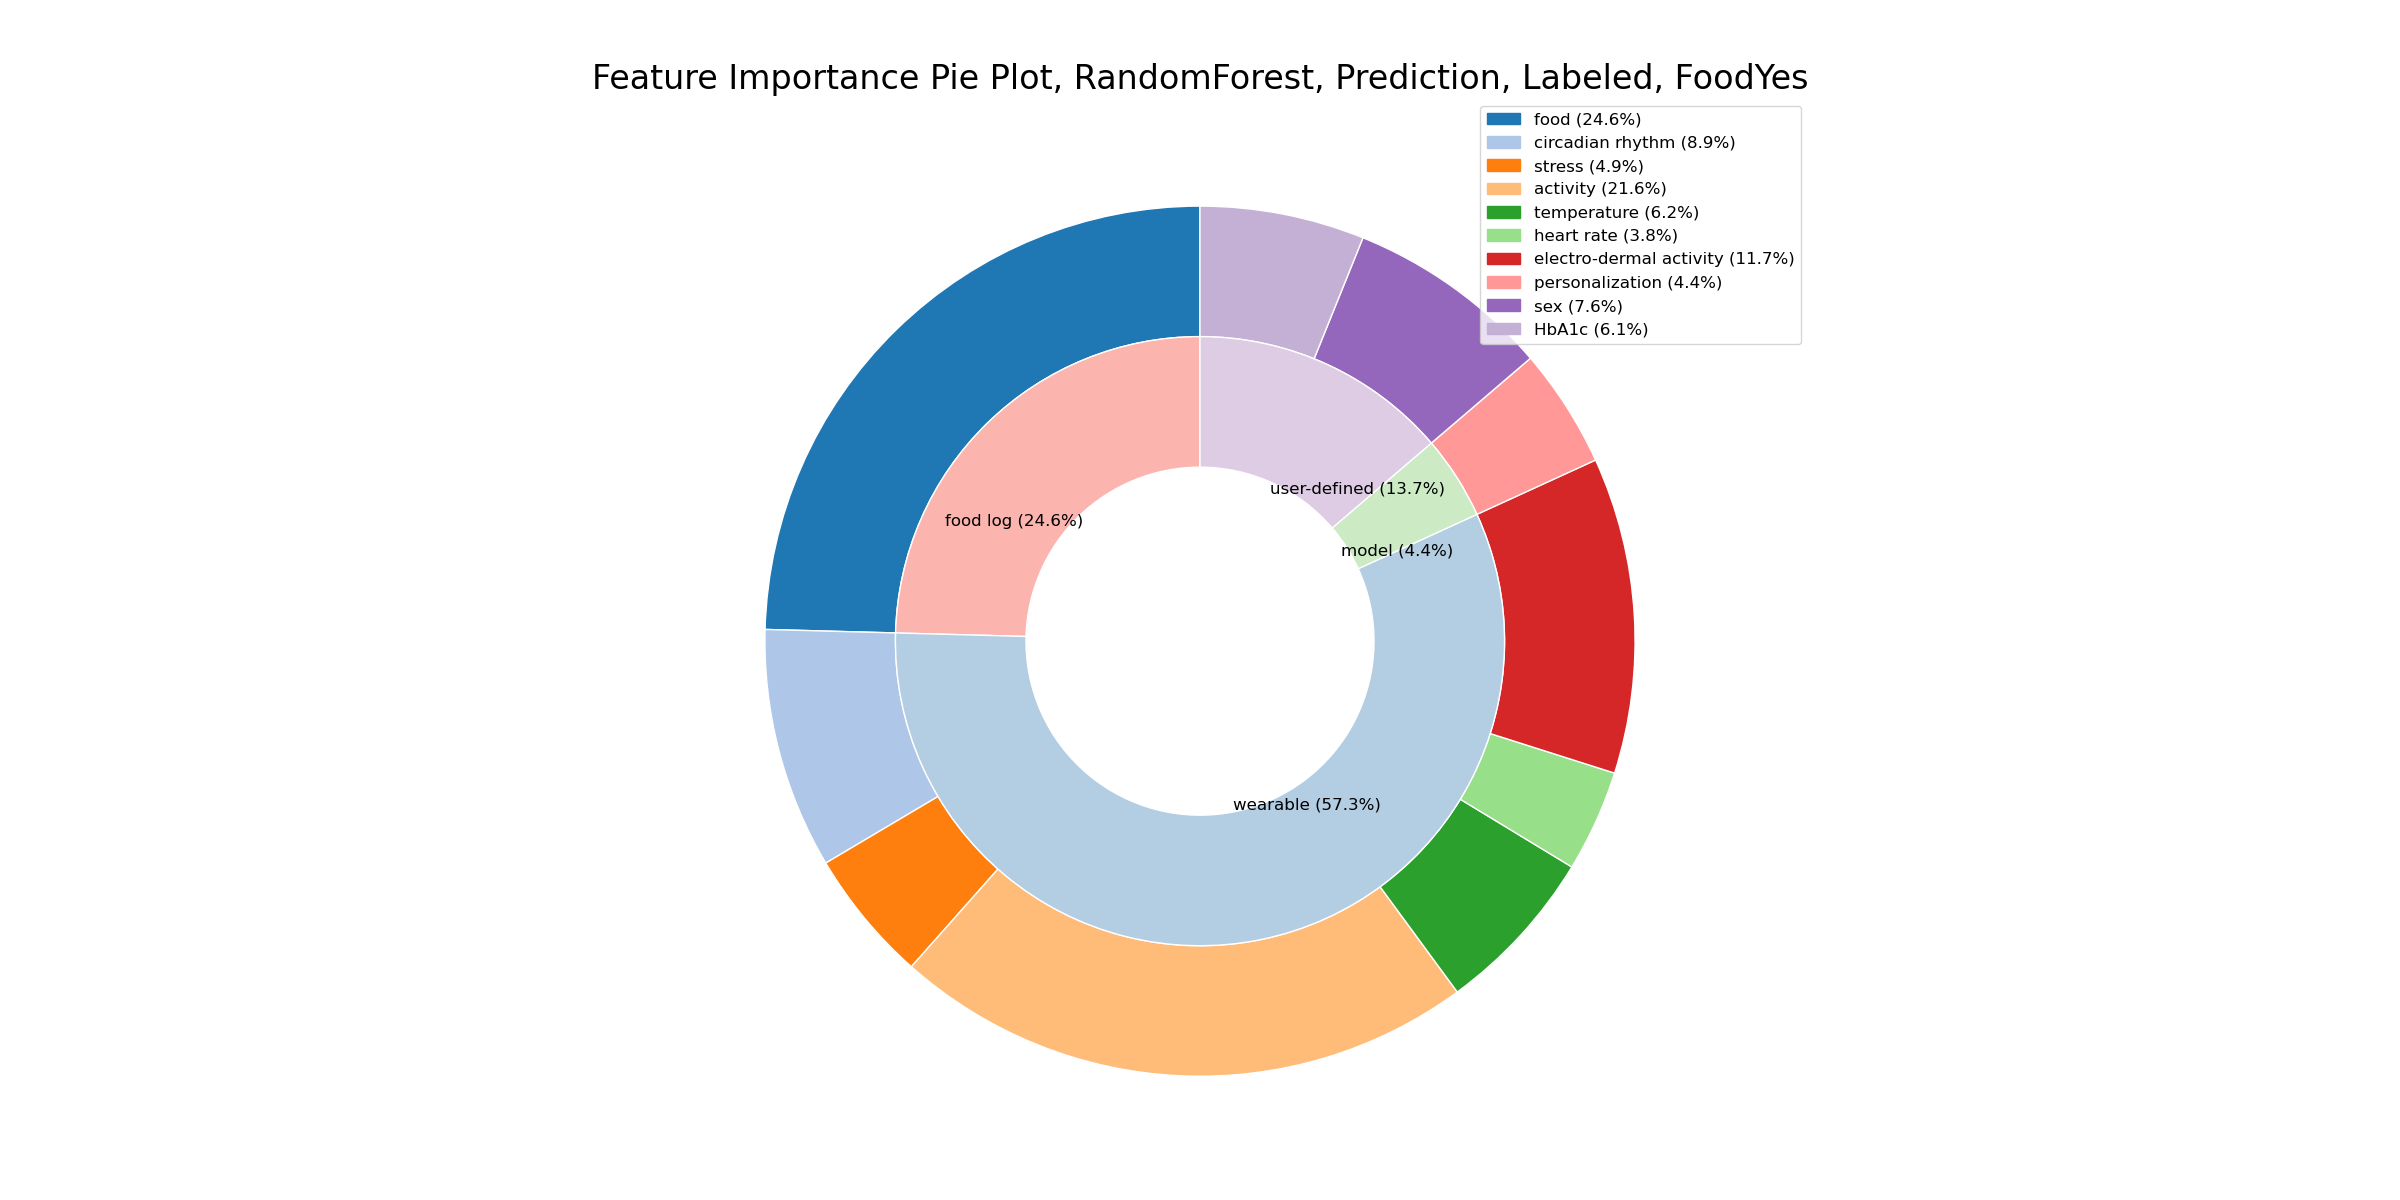 Feature Importance Pie Plot, RandomForest, Prediction, Labeled, FoodYes
food (24.6%)
circadian rhythm (8.9%)
stress (4.9%)
activity (21.6%)
temperature (6.2%)
heart rate (3.8%)
electro-dermal activity (11.7%)
personalization (4.4%)
sex (7.6%)
HbA1c (6.1%)
user-defined (13.7%)
food log (24.6%)
model (4.4%)
wearable (57.3%)